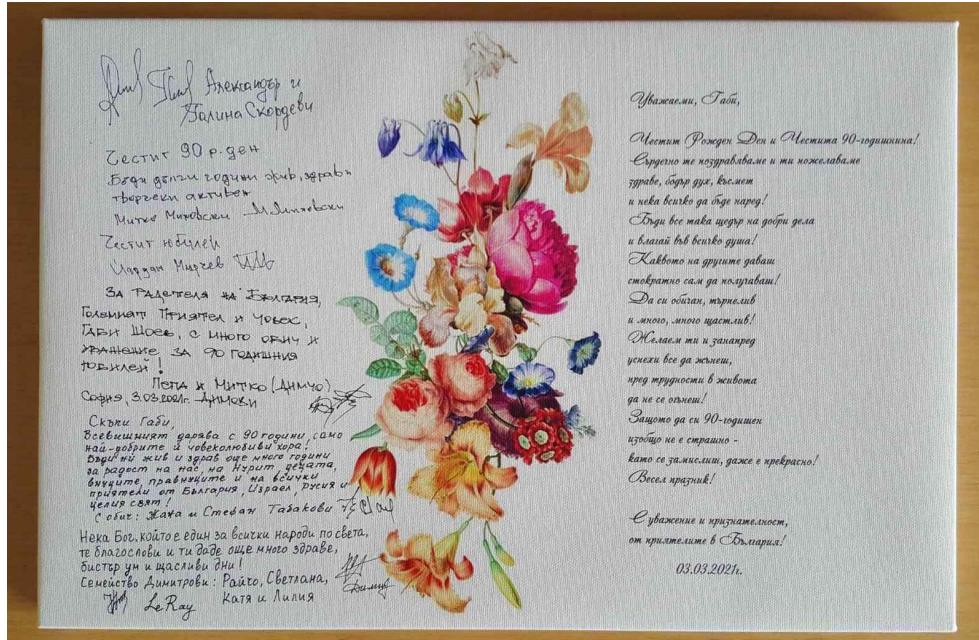 Александър и
Галина Скордеви
Честит 90 р. ден
Бъди дълги години жив, здрав и
творчески активен
Митко
Честит юбилей
За радетеля на България,
Големият Приятел и Човек,
Габи Шоев, с много обич и
уважение за 90 годишния
юбилей!
Пепа и Митко (Димчо)
София, 3.03.2021г. Димови
Скъпи Габи,
Всевишният дарява с 90 години само
най-добрите и човеколюбиви хора!
Бъди ни жив и здрав още много години
за радост на нас, на Нурит, децата,
внуците, правнуците и на всички
приятели от България, Израел, Русия и
целия свят!
С обич: Жана и Стефан Табакови
Нека Бог, който е един за всички народи по света,
те благослови и ти даде още много здраве,
бистър ум и щасливи дни!
Семейство Димитрови: Райчо, Светлана,
Катя и Лилия
LeRay
Уважаеми, Габи,
Честит Рожден Ден и Честита 90-годишнина!
Сърдечно те поздравяваме и ти пожелаваме
здраве, бодър дух, късмет
и нека всичко да бъде наред!
Бъди все така щедър на добри дела
и влагай във всичко душа!
Каквото на другите даваш
стократно сам да получаваш!
Да си обичан, търпелив
и много, много щастлив!
Желаем ти и занапред
успехи все да жънеш,
пред трудности в живота
да не се огънеш!
Защото да си 90-годишен
изобщо не е страшно -
като се замислиш, даже е прекрасно!
Весел празник!
С уважение и признателност,
от приятелите в България!
03.03.2021г.